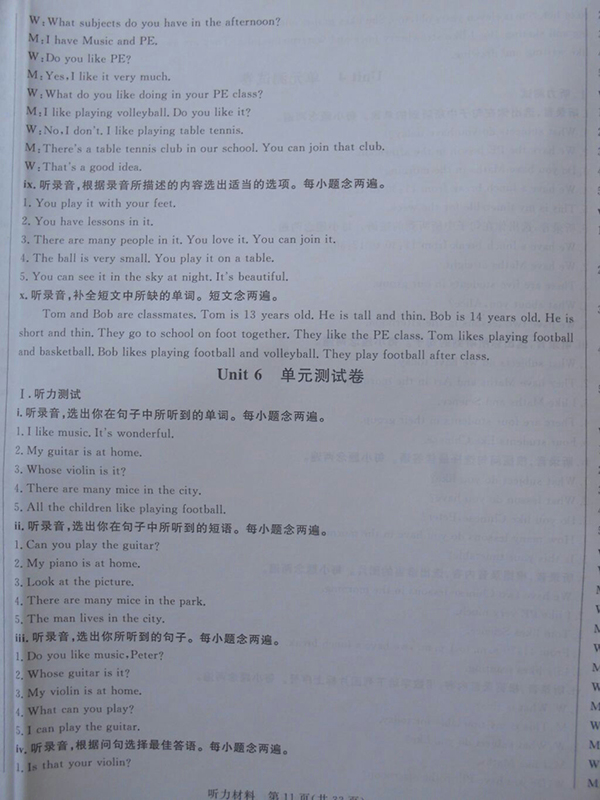 W:What subjects do you have in the afternoon?
M:I have Music and PE.
W:Do you like PE?
M:Yes,I like it very much.
W:What do you like doing in your PE class?
M:I like playing volleyball. Do you like it?
W:No,I don't. I like playing table tennis.
M:There's a table tennis club in our school. You can join that club.
W:That's a good idea.
ix. 听录音,根据录音所描述的内容选出适当的选项。每小题念两遍。
1. You play it with your feet.
2. You have lessons in it.
3. There are many people in it. You love it. You can join it.
4. The ball is very small. You play it on a table.
5. You can see it in the sky at night. It's beautiful.
x. 听录音,补全短文中所缺的单词。短文念两遍。
Tom and Bob are classmates. Tom is 13 years old. He is tall and thin. Bob is 14 years old. He is
short and thin. They go to school on foot together. They like the PE class. Tom likes playing football
and basketball. Bob likes playing football and volleyball. They play football after class.
Unit 6 单元测试卷
Ⅰ. 听力测试
i. 听录音,选出你在句子中所听到的单词。每小题念两遍。
1. I like music. It's wonderful.
2. My guitar is at home.
3. Whose violin is it?
4. There are many mice in the city.
5. All the children like playing football.
ii. 听录音,选出你在句子中所听到的短语。每小题念两遍。
1. Can you play the guitar?
2. My piano is at home.
3. Look at the picture.
4. There are many mice in the park.
5. The man lives in the city.
iii. 听录音,选出你所听到的句子。每小题念两遍。
1. Do you like music,Peter?
2. Whose guitar is it?
3. My violin is at home.
4. What can you play?
5. I can play the guitar.
iv. 听录音,根据问句选择最佳答语。每小题念两遍。
1. Is that your violin?
听力材料 第11页(共32页)